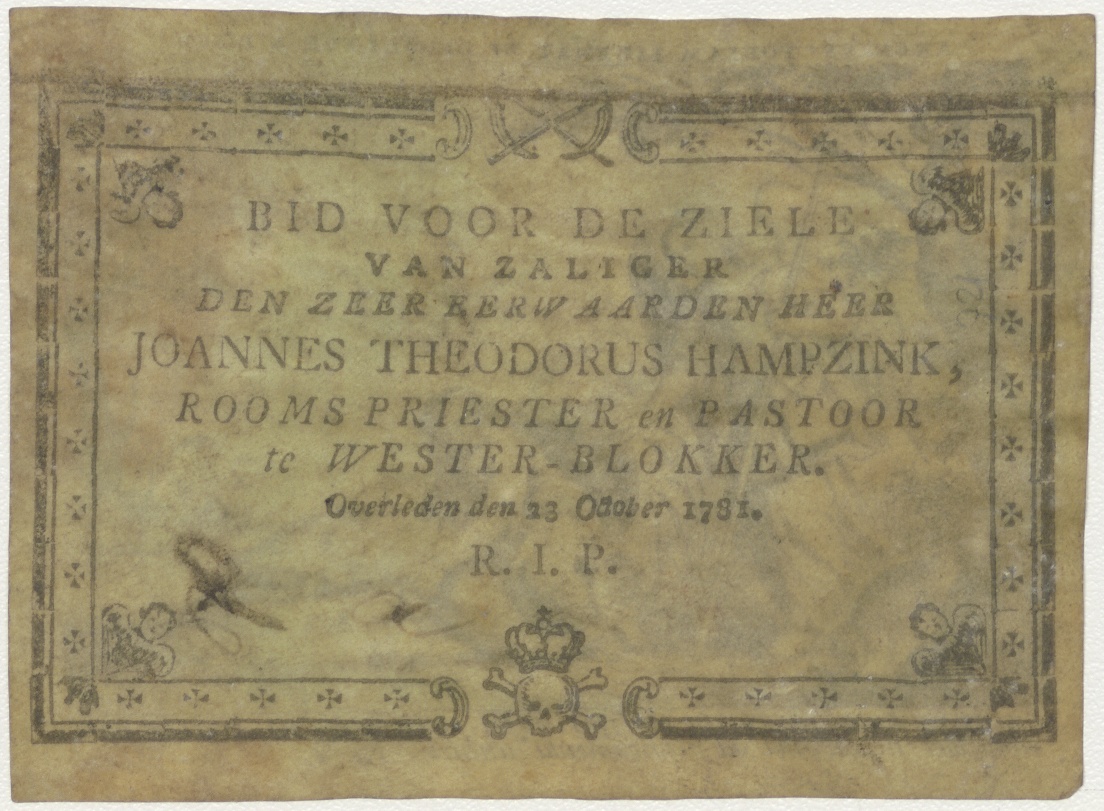 BID VOOR DE ZIELE
VAN ZALIGER
DEN ZEER EERWAARDEN HEER
JOANNES THEODORUS HAMPZINK,
ROOMS PRIESTER en PASTOOR
te WESTER-BLOKKER.
Overleden den 23 October 1781.
R. I. P.